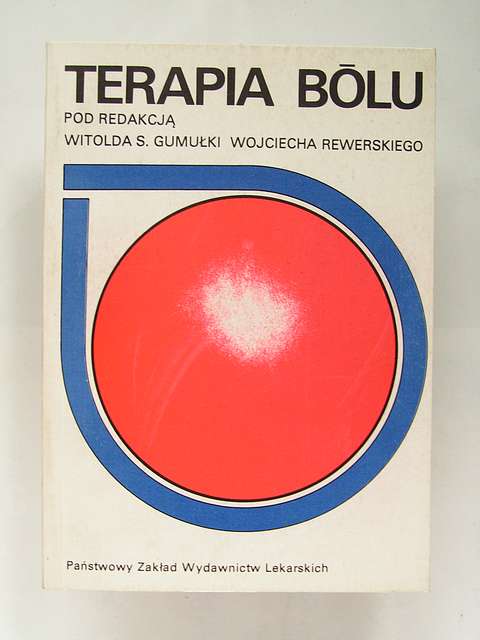 TERAPIA BÓLU
POD REDAKCJĄ
WITOLDA S. GUMUŁKI WOJCIECHA REWERSKIEGO
Państwowy Zakład Wydawnictw Lekarskich